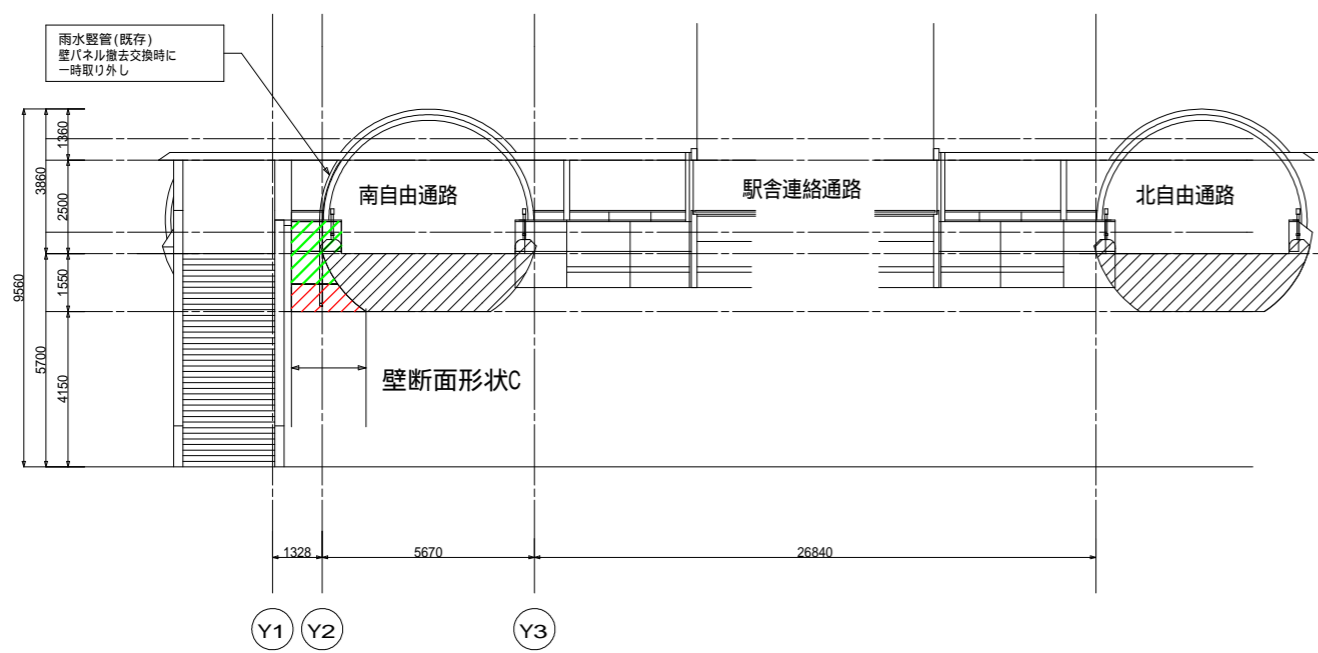 雨水竪管(既存)
壁パネル撤去交換時に
一時取り外し
南自由通路
駅舎連絡通路
北自由通路
壁断面形状C
9560
3860
5700
1360
2500
1550
4150
1328
5670
26840
Y1
Y2
Y3